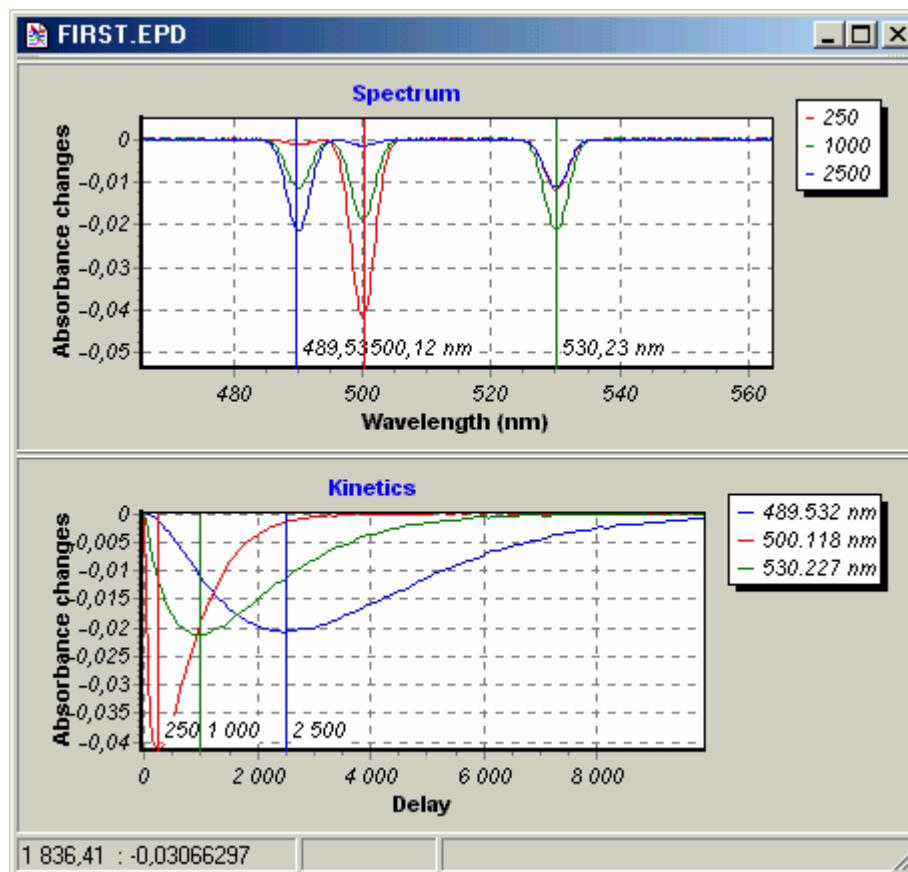 FIRST.EPD
Spectrum
250
1000
2500
Absorbance changes
0
-0,01
-0,02
-0,03
-0,04
-0,05
489,53 500,12 nm 530,23 nm
480 500 520 540 560
Wavelength (nm)
Kinetics
489.532 nm
500.118 nm
530.227 nm
Absorbance changes
0
-0,005
-0,01
-0,015
-0,02
-0,025
-0,03
-0,035
-0,04
250 1 000 2 500
0 2 000 4 000 6 000 8 000
Delay
1 836,41 : -0,03066297